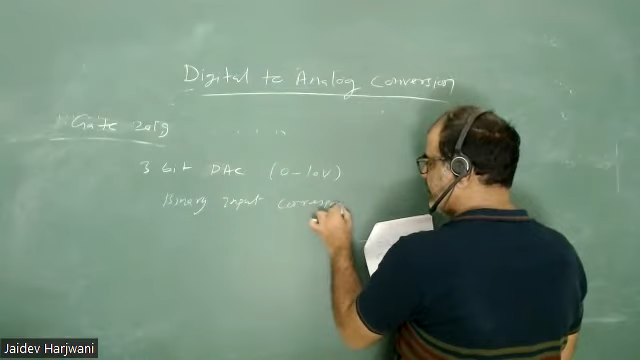 Digital to Analog Conversion
Gate 2019
3 bit DAC (0-10V)
Binary Input
Jaidev Harjwani